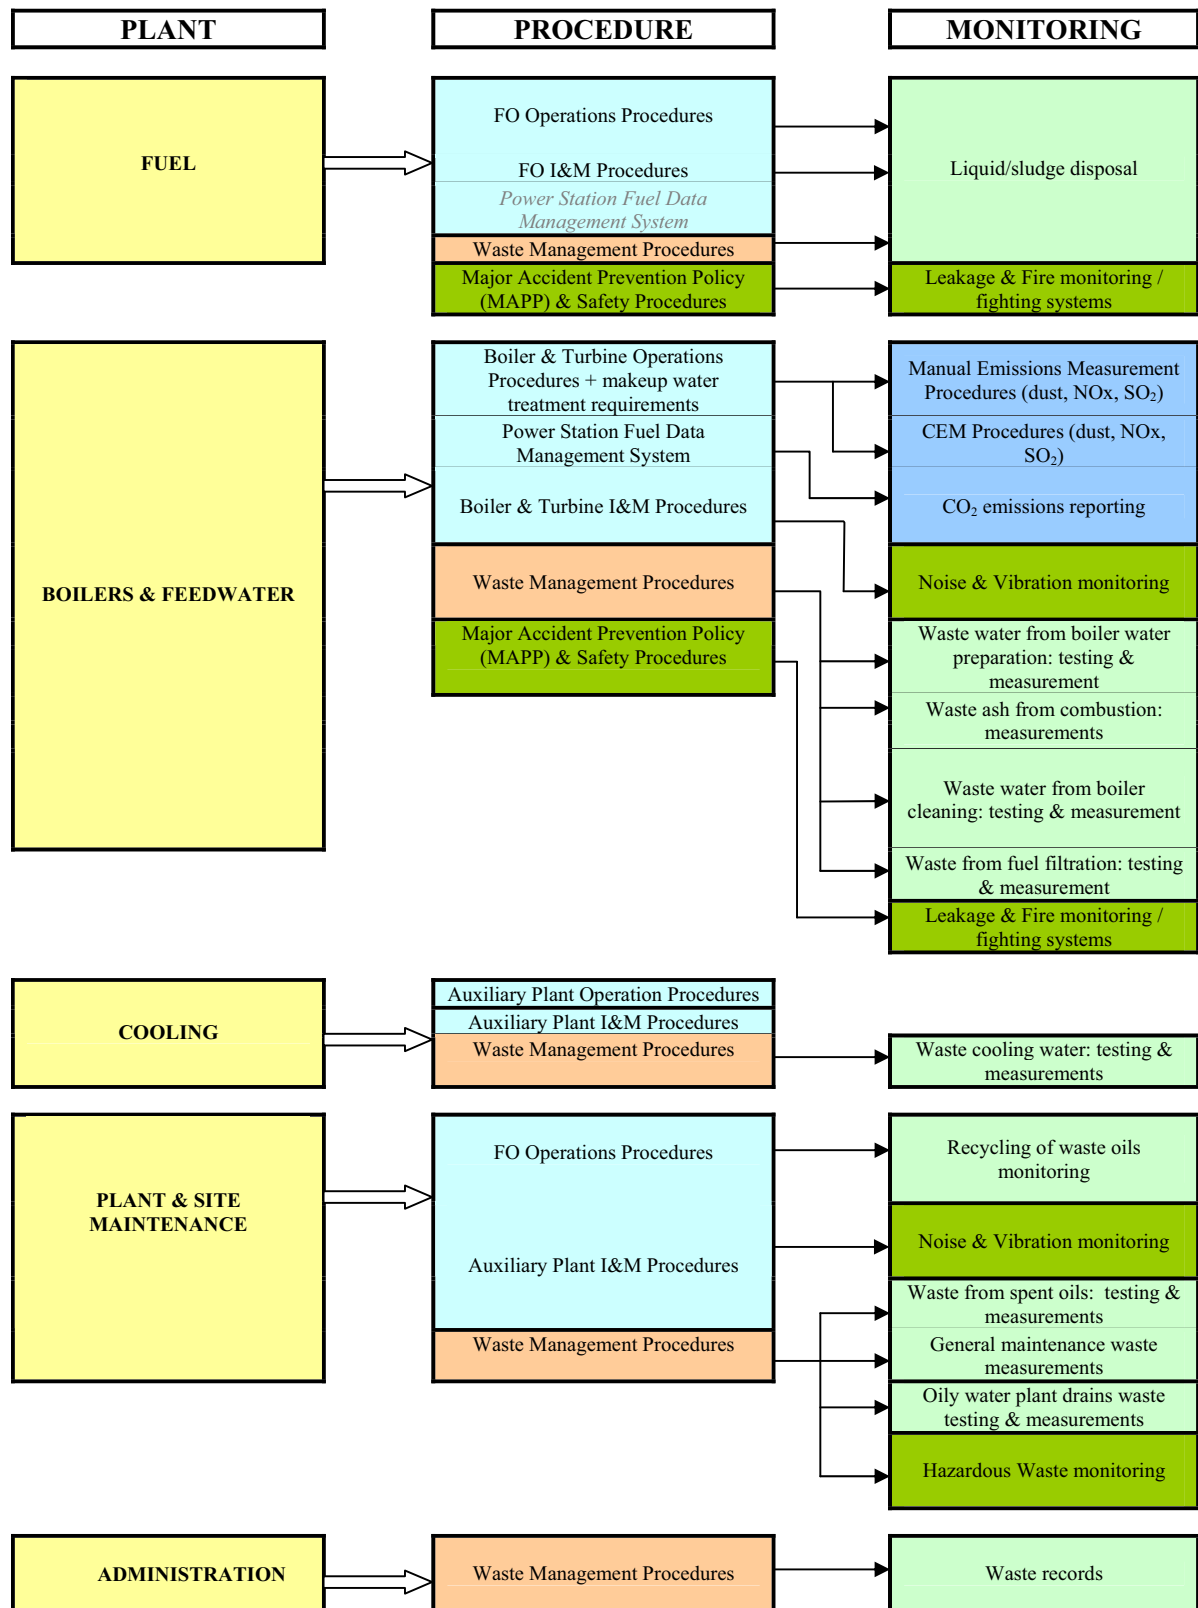 PLANT
PROCEDURE
MONITORING
FUEL
FO Operations Procedures
FO I&M Procedures
Power Station Fuel Data
Management System
Waste Management Procedures
Major Accident Prevention Policy
(MAPP) & Safety Procedures
Liquid/sludge disposal
Leakage & Fire monitoring /
fighting systems
BOILERS & FEEDWATER
Boiler & Turbine Operations
Procedures + makeup water
treatment requirements
Power Station Fuel Data
Management System
Boiler & Turbine I&M Procedures
Waste Management Procedures
Major Accident Prevention Policy
(MAPP) & Safety Procedures
Manual Emissions Measurement
Procedures (dust, NOx, SO₂)
CEM Procedures (dust, NOx,
SO₂)
CO₂ emissions reporting
Noise & Vibration monitoring
Waste water from boiler water
preparation: testing &
measurement
Waste ash from combustion:
measurements
Waste water from boiler
cleaning: testing & measurement
Waste from fuel filtration: testing
& measurement
Leakage & Fire monitoring /
fighting systems
COOLING
Auxiliary Plant Operation Procedures
Auxiliary Plant I&M Procedures
Waste Management Procedures
Waste cooling water: testing &
measurements
PLANT & SITE
MAINTENANCE
FO Operations Procedures
Auxiliary Plant I&M Procedures
Waste Management Procedures
Recycling of waste oils
monitoring
Noise & Vibration monitoring
Waste from spent oils: testing &
measurements
General maintenance waste
measurements
Oily water plant drains waste
testing & measurements
Hazardous Waste monitoring
ADMINISTRATION
Waste Management Procedures
Waste records